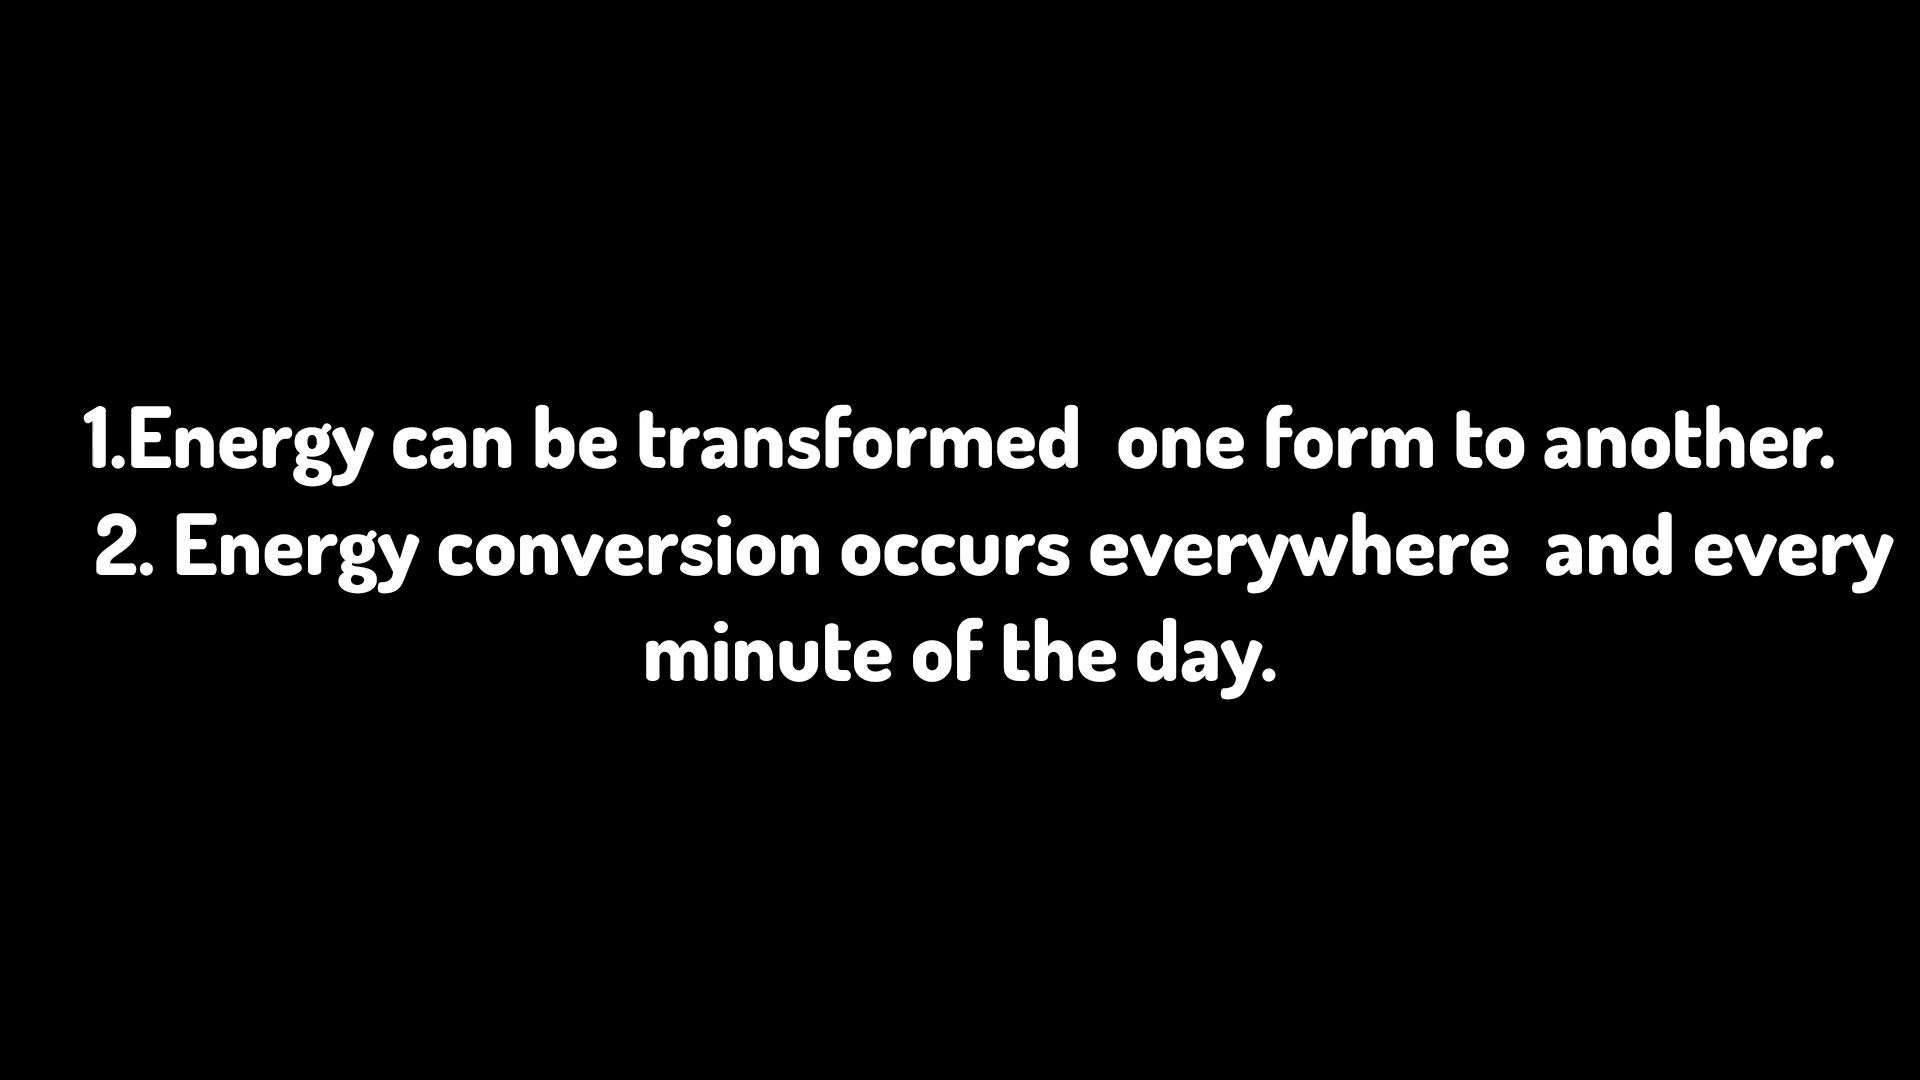 1.Energy can be transformed  one form to another.
2. Energy conversion occurs everywhere  and every
minute of the day.